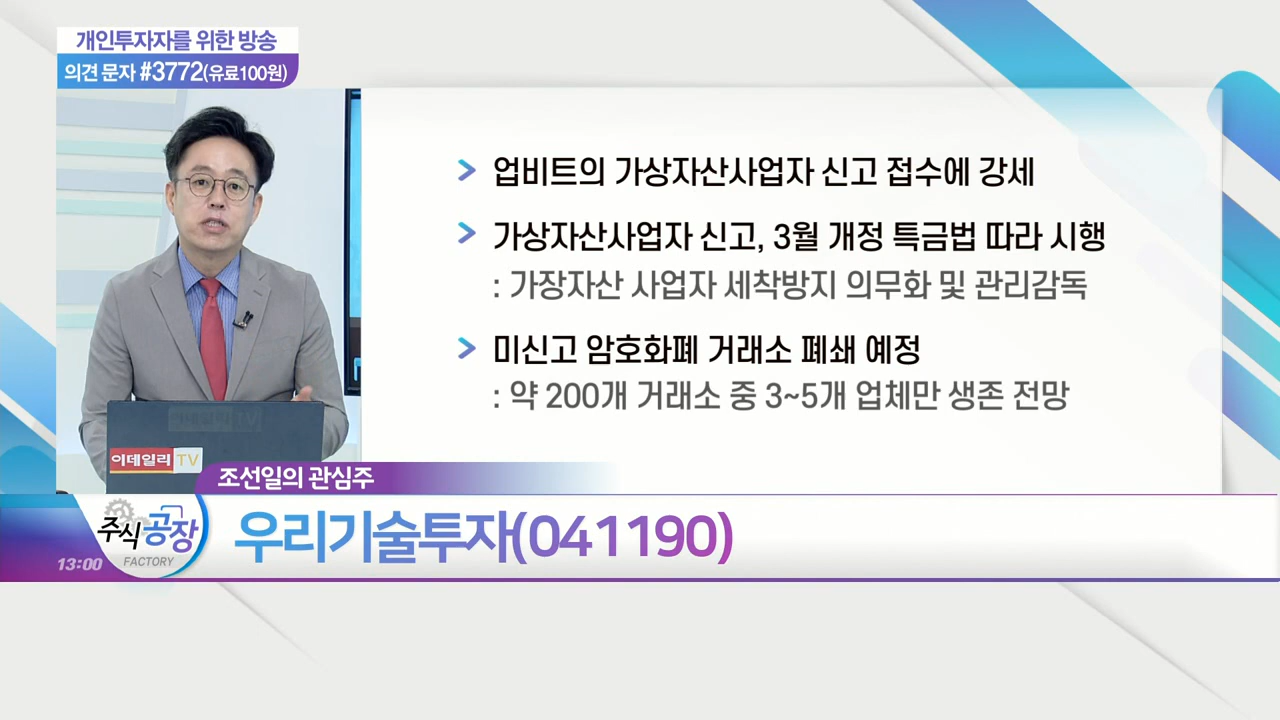 개인투자자를 위한 방송
의견 문자 #3772(유료100원)
> 업비트의 가상자산사업자 신고 접수에 강세
> 가상자산사업자 신고, 3월 개정 특금법 따라 시행
: 가장자산 사업자 세착방지 의무화 및 관리감독
> 미신고 암호화폐 거래소 폐쇄 예정
: 약 200개 거래소 중 3~5개 업체만 생존 전망
이데일리TV
이데일리 TV
조선일의 관심주
주식공장
FACTORY
13:00
우리기술투자(041190)